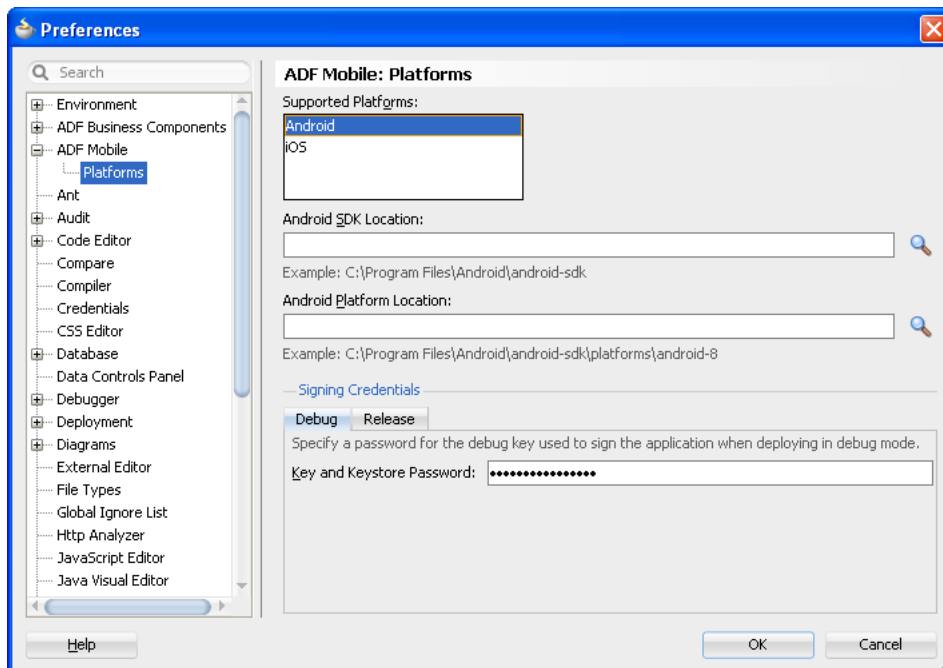 Preferences
Search
Environment
ADF Business Components
ADF Mobile
Platforms
Ant
Audit
Code Editor
Compare
Compiler
Credentials
CSS Editor
Database
Data Controls Panel
Debugger
Deployment
Diagrams
External Editor
File Types
Global Ignore List
Http Analyzer
JavaScript Editor
Java Visual Editor
ADF Mobile: Platforms
Supported Platforms:
Android
iOS
Android SDK Location:
Example: C:\Program Files\Android\android-sdk
Android Platform Location:
Example: C:\Program Files\Android\android-sdk\platforms\android-8
Signing Credentials
Debug Release
Specify a password for the debug key used to sign the application when deploying in debug mode.
Key and Keystore Password: ••••••••••••••••
Help OK Cancel